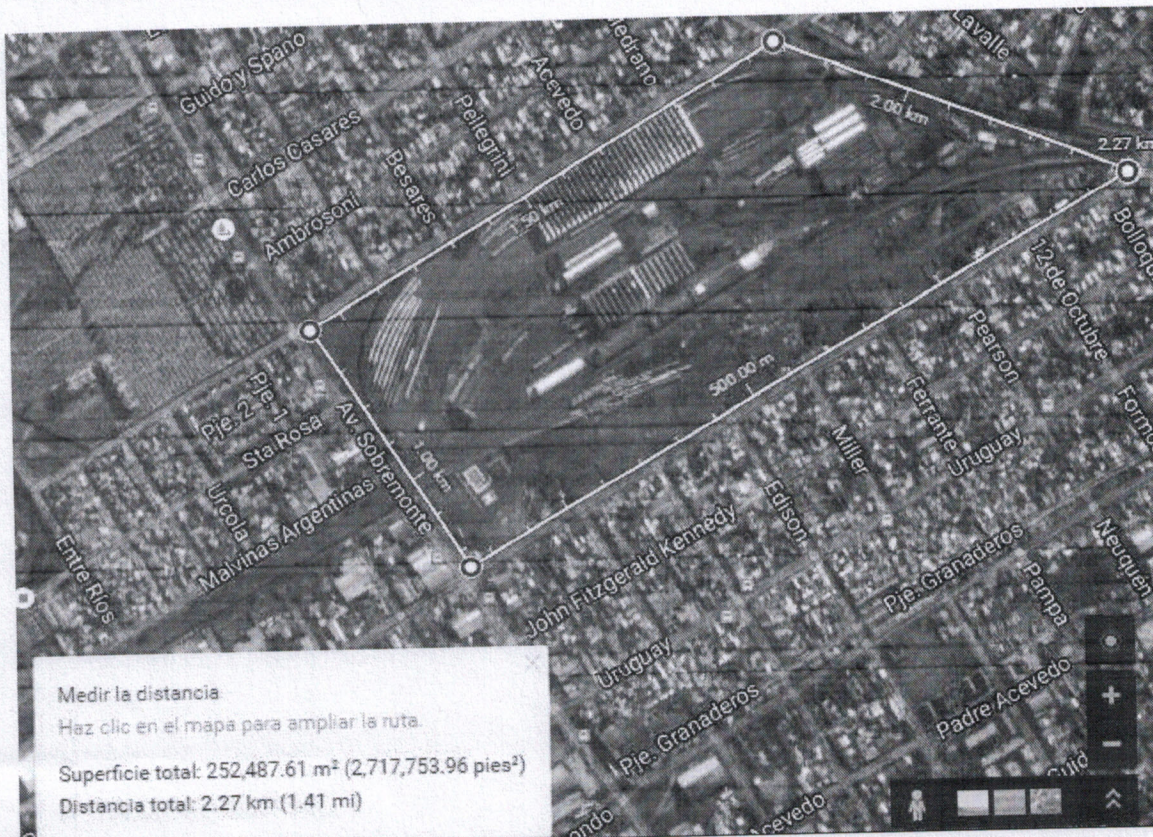 Lavalle
Guido y Spano
Acevedo
Carlos Casares
Pellegrini
2.00 km
2.27 km
Besares
Ambrosoni
1.50 km
12 de Octubre
Pearson
500.00 m
Ferrante
Pje. 1
Pje. 2
Sta Rosa
Av. Sobremonte
1.00 km
Miller
Uruguay
Urcola
Malvinas Argentinas
Edison
Entre Ríos
John Fitzgerald Kennedy
Pje. Granaderos
Neuquén
Pampa
Uruguay
Pje. Granaderos
Padre Acevedo
Acevedo
Medir la distancia
Haz clic en el mapa para ampliar la ruta.
Superficie total: 252,487.61 m² (2,717,753.96 pies²)
Distancia total: 2.27 km (1.41 mi)